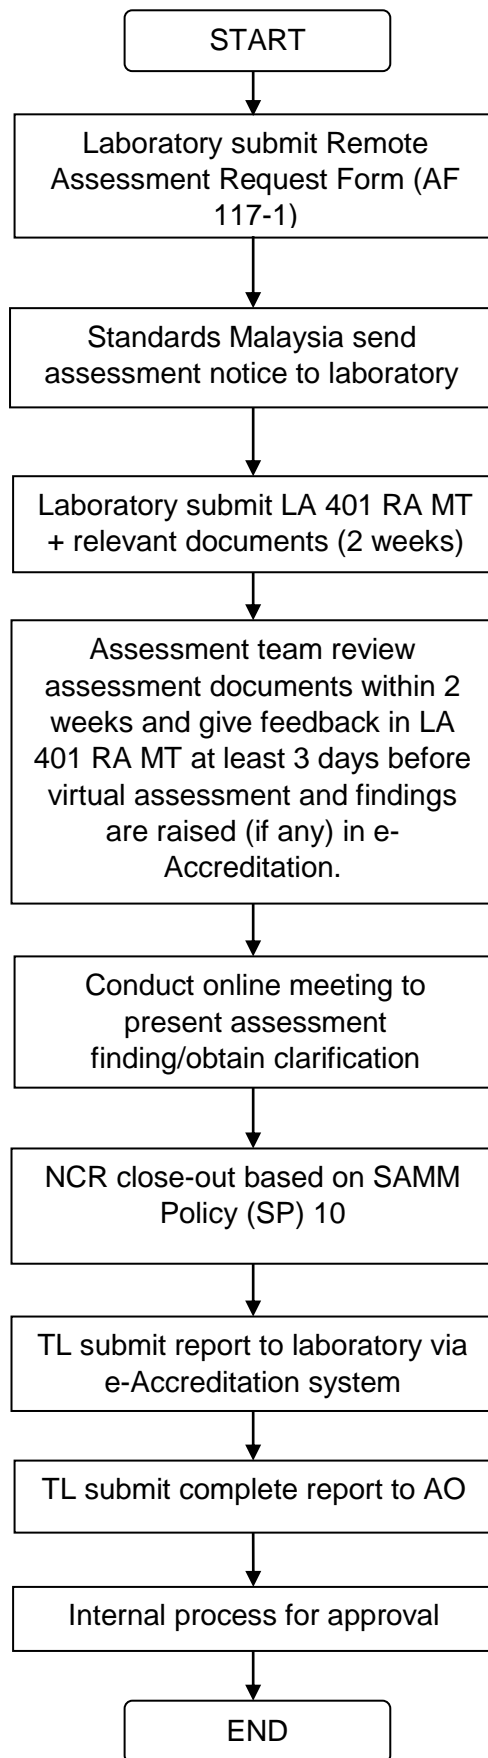 START
Laboratory submit Remote
Assessment Request Form (AF
117-1)
Standards Malaysia send
assessment notice to laboratory
Laboratory submit LA 401 RA MT
+ relevant documents (2 weeks)
Assessment team review
assessment documents within 2
weeks and give feedback in LA
401 RA MT at least 3 days before
virtual assessment and findings
are raised (if any) in e-
Accreditation.
Conduct online meeting to
present assessment
finding/obtain clarification
NCR close-out based on SAMM
Policy (SP) 10
TL submit report to laboratory via
e-Accreditation system
TL submit complete report to AO
Internal process for approval
END